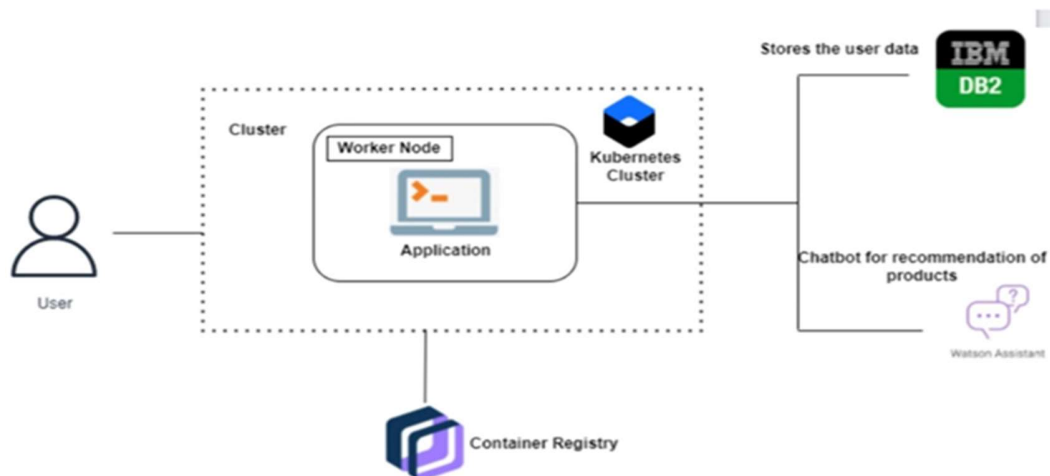 Stores the user data
IBM
DB2
Cluster
Worker Node
Kubernetes
Cluster
Application
User
Chatbot for recommendation of
products
?
Watson Assistant
Container Registry